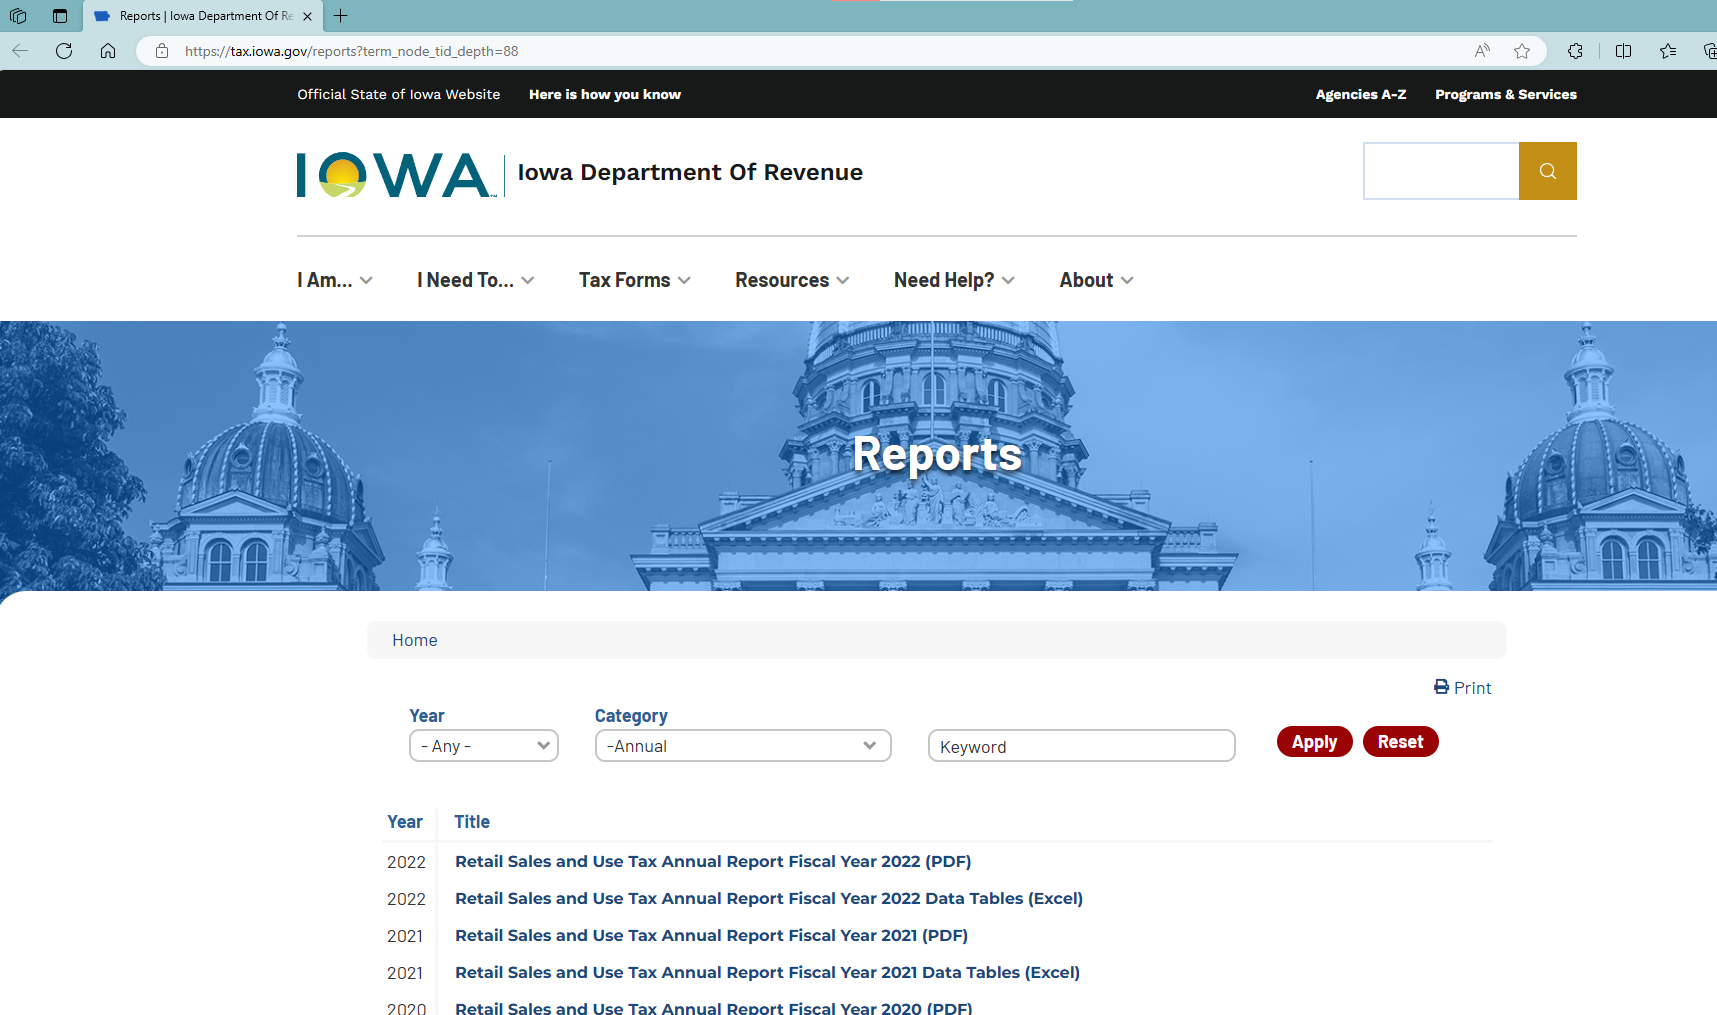 Reports | Iowa Department Of Re
https://tax.iowa.gov/reports?term_node_tid_depth=88
Official State of Iowa Website Here is how you know Agencies A-Z Programs & Services
IOWA™ Iowa Department Of Revenue
I Am... I Need To... Tax Forms Resources Need Help? About
Reports
Home
Print
Year Category
- Any - -Annual Keyword Apply Reset
Year Title
2022 Retail Sales and Use Tax Annual Report Fiscal Year 2022 (PDF)
2022 Retail Sales and Use Tax Annual Report Fiscal Year 2022 Data Tables (Excel)
2021 Retail Sales and Use Tax Annual Report Fiscal Year 2021 (PDF)
2021 Retail Sales and Use Tax Annual Report Fiscal Year 2021 Data Tables (Excel)
2020 Retail Sales and Use Tax Annual Report Fiscal Year 2020 (PDF)